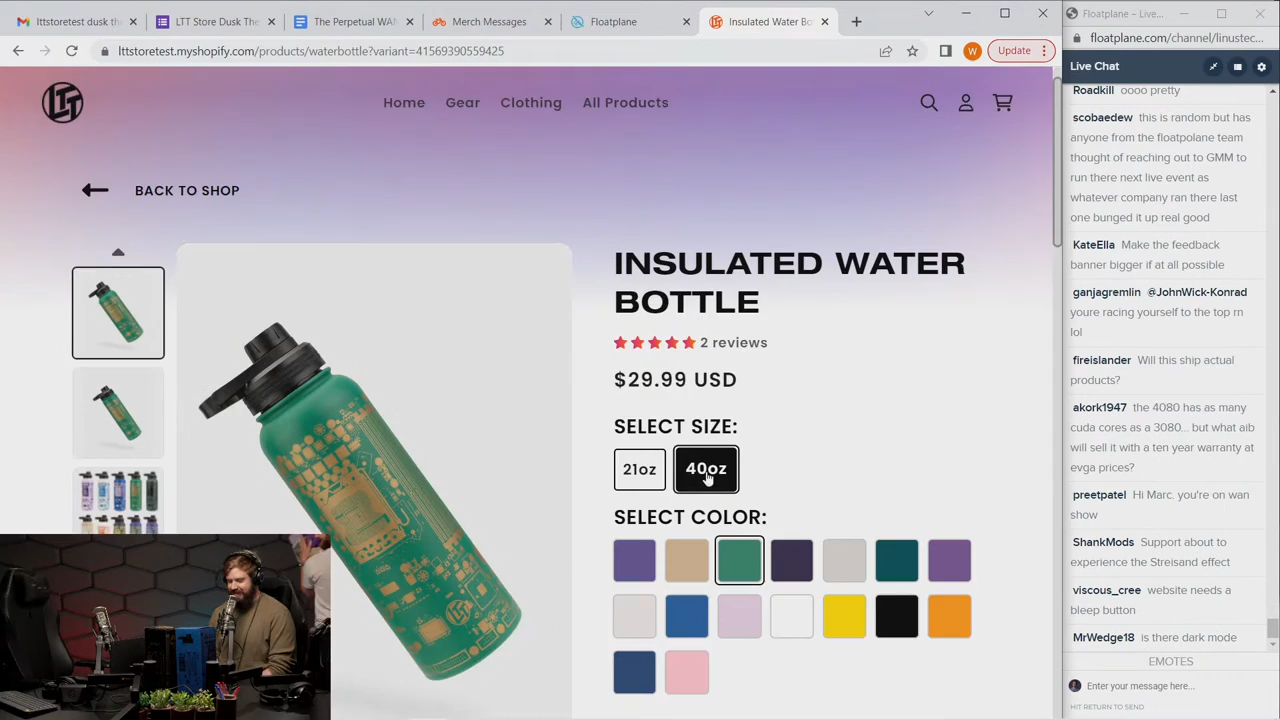 lttstoretest dusk th
LTT Store Dusk The
The Perpetual WAN
Merch Messages
Floatplane
Insulated Water Bo
lttstoretest.myshopify.com/products/waterbottle?variant=41569390559425
W
Update
LTT
Home
Gear
Clothing
All Products
BACK TO SHOP
INSULATED WATER
BOTTLE
2 reviews
$29.99 USD
SELECT SIZE:
21oz
40oz
SELECT COLOR:
Floatplane – Live...
floatplane.com/channel/linustec...
Live Chat
Roadkill oooo pretty
scobaedew this is random but has
anyone from the floatpolane team
thought of reaching out to GMM to
run there next live event as
whatever company ran there last
one bunged it up real good
KateElla Make the feedback
banner bigger if at all possible
ganjagremlin @JohnWick-Konrad
youre racing yourself to the top rn
lol
fireislander Will this ship actual
products?
akork1947 the 4080 has as many
cuda cores as a 3080... but what aib
will sell it with a ten year warranty at
evga prices?
preetpatel Hi Marc. you're on wan
show
ShankMods Support about to
experience the Streisand effect
viscous_cree website needs a
bleep button
MrWedge18 is there dark mode
EMOTES
Enter your message here...
HIT RETURN TO SEND